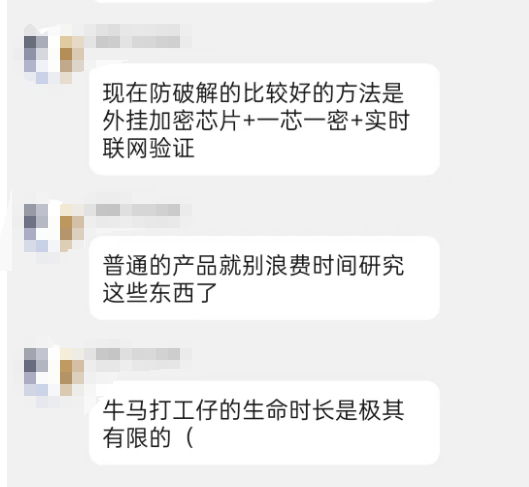 现在防破解的比较好的方法是
外挂加密芯片+一芯一密+实时
联网验证
普通的产品就别浪费时间研究
这些东西了
牛马打工仔的生命时长是极其
有限的（